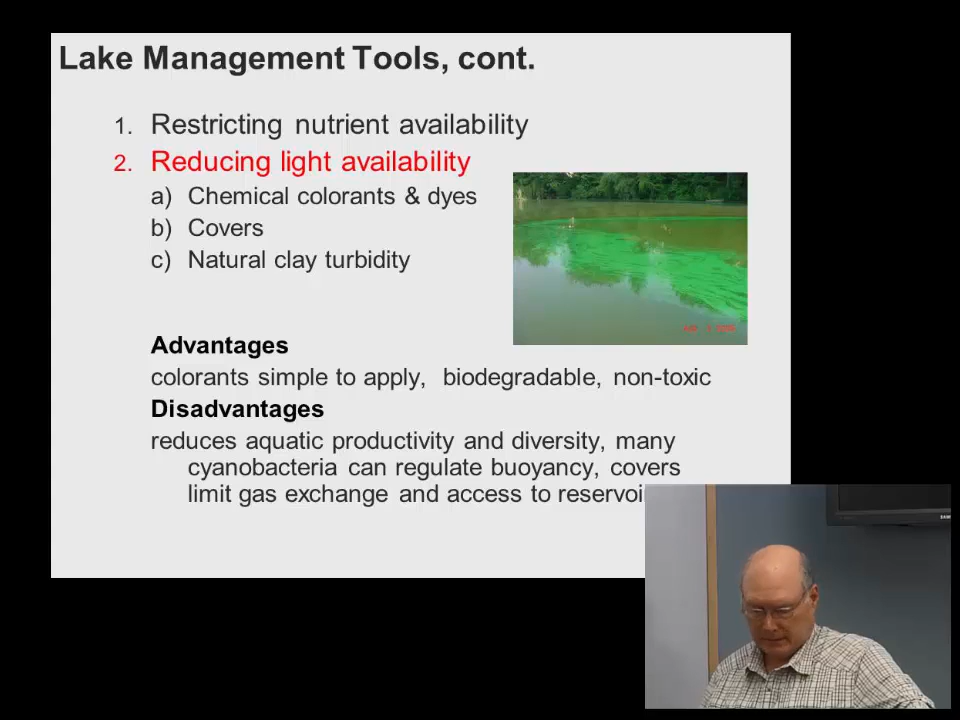 Lake Management Tools, cont.
1. Restricting nutrient availability
2. Reducing light availability
a) Chemical colorants & dyes
b) Covers
c) Natural clay turbidity
Advantages
colorants simple to apply, biodegradable, non-toxic
Disadvantages
reduces aquatic productivity and diversity, many
cyanobacteria can regulate buoyancy, covers
limit gas exchange and access to